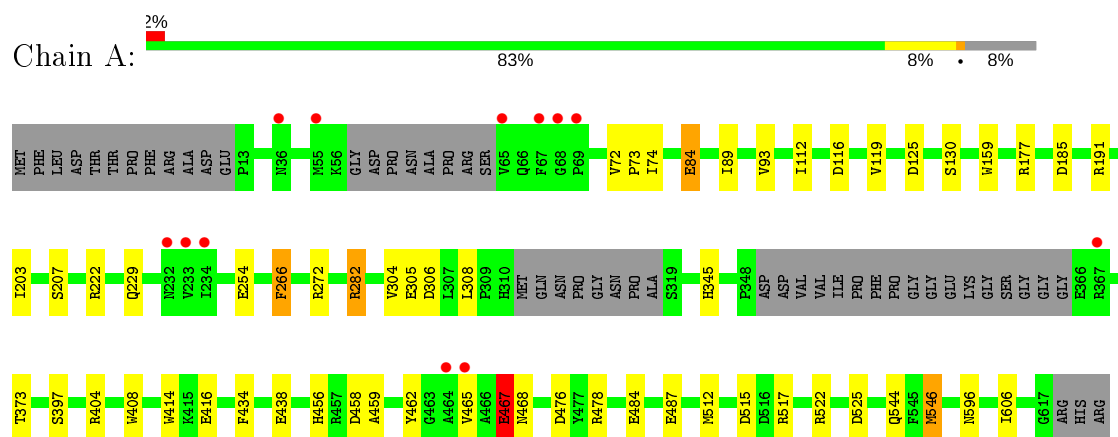 2%
Chain A:
83% 8% • 8%
MET PHE LEU ASP THR THR PRO PHE ARG ALA ASP GLU P13 N36 M55 K56 GLY ASP PRO ASN ALA PRO ARG SER V65 Q66 F67 G68 P69 V72 P73 I74 E84 I89 V93 I112 D116 V119 D125 S130 W159 R177 D185 R191
I203 S207 R222 Q229 N232 V233 I234 E254 F266 R272 R282 V304 E305 D306 L307 L308 P309 H310 MET GLN ASN PRO GLY ASN PRO ALA S319 H345 P348 ASP ASP VAL VAL ILE PRO PHE PRO GLY GLY GLU LYS GLY SER GLY GLY GLY E366 R367
T373 S397 R404 W408 W414 K415 E416 F434 E438 H456 E457 D458 A459 Y462 G463 A464 V465 A466 E467 N468 D476 Y477 R478 E484 E487 M512 D515 D516 R517 R522 D525 Q544 F545 M546 N596 I606 G617 ARG HIS ARG